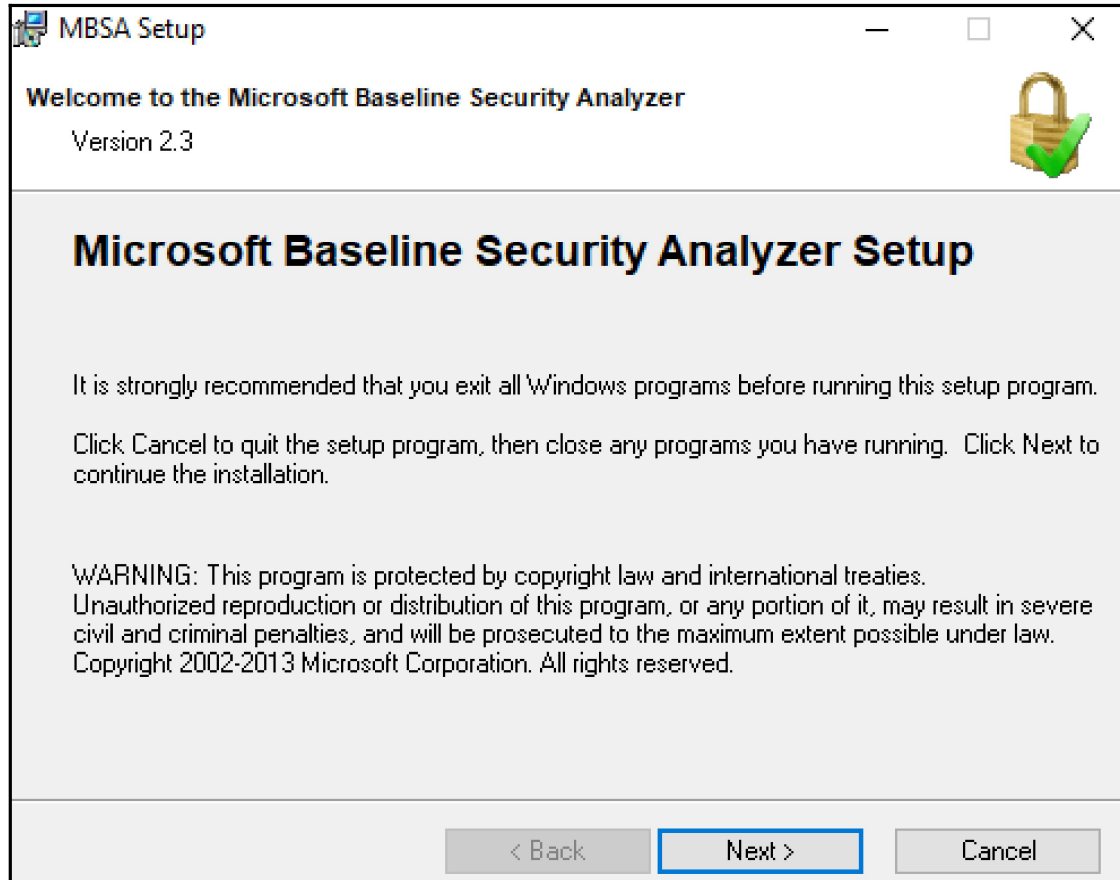 MBSA Setup
Welcome to the Microsoft Baseline Security Analyzer
Version 2.3
Microsoft Baseline Security Analyzer Setup
It is strongly recommended that you exit all Windows programs before running this setup program.
Click Cancel to quit the setup program, then close any programs you have running.  Click Next to
continue the installation.
WARNING: This program is protected by copyright law and international treaties.
Unauthorized reproduction or distribution of this program, or any portion of it, may result in severe
civil and criminal penalties, and will be prosecuted to the maximum extent possible under law.
Copyright 2002-2013 Microsoft Corporation. All rights reserved.
< Back
Next >
Cancel